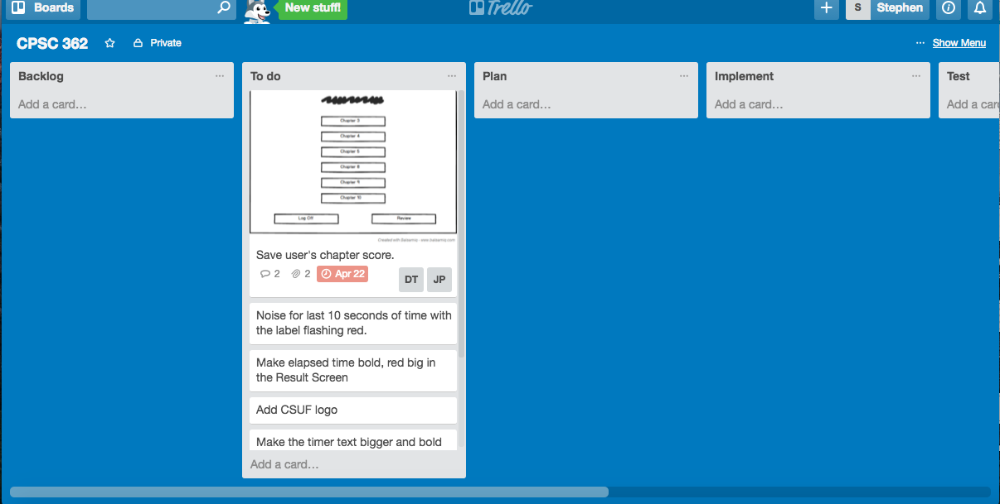 Boards
New stuff!
Trello
S Stephen
CPSC 362
Private
... Show Menu
Backlog
Add a card...
To do
Chapter 3
Chapter 4
Chapter 5
Chapter 8
Chapter 9
Chapter 10
Log Off
Review
Created with Balsamiq - www.balsamiq.com
Save user's chapter score.
2 2 Apr 22
DT JP
Noise for last 10 seconds of time with
the label flashing red.
Make elapsed time bold, red big in
the Result Screen
Add CSUF logo
Make the timer text bigger and bold
Add a card...
Plan
Add a card...
Implement
Add a card...
Test
Add a car